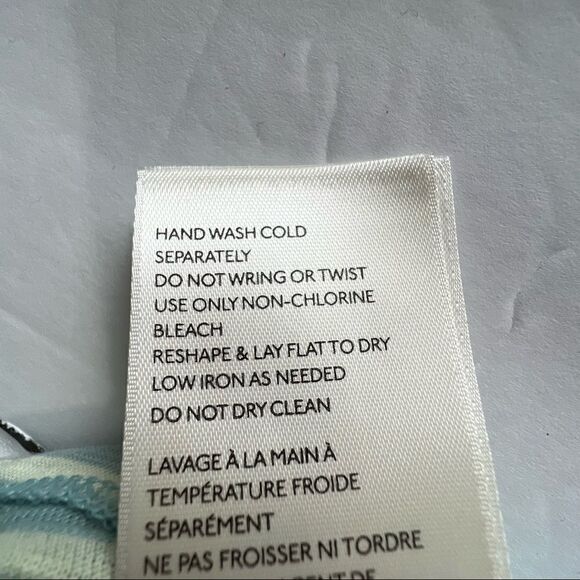 HAND WASH COLD
SEPARATELY
DO NOT WRING OR TWIST
USE ONLY NON-CHLORINE
BLEACH
RESHAPE & LAY FLAT TO DRY
LOW IRON AS NEEDED
DO NOT DRY CLEAN
LAVAGE À LA MAIN À
TEMPÉRATURE FROIDE
SÉPARÉMENT
NE PAS FROISSER NI TORDRE